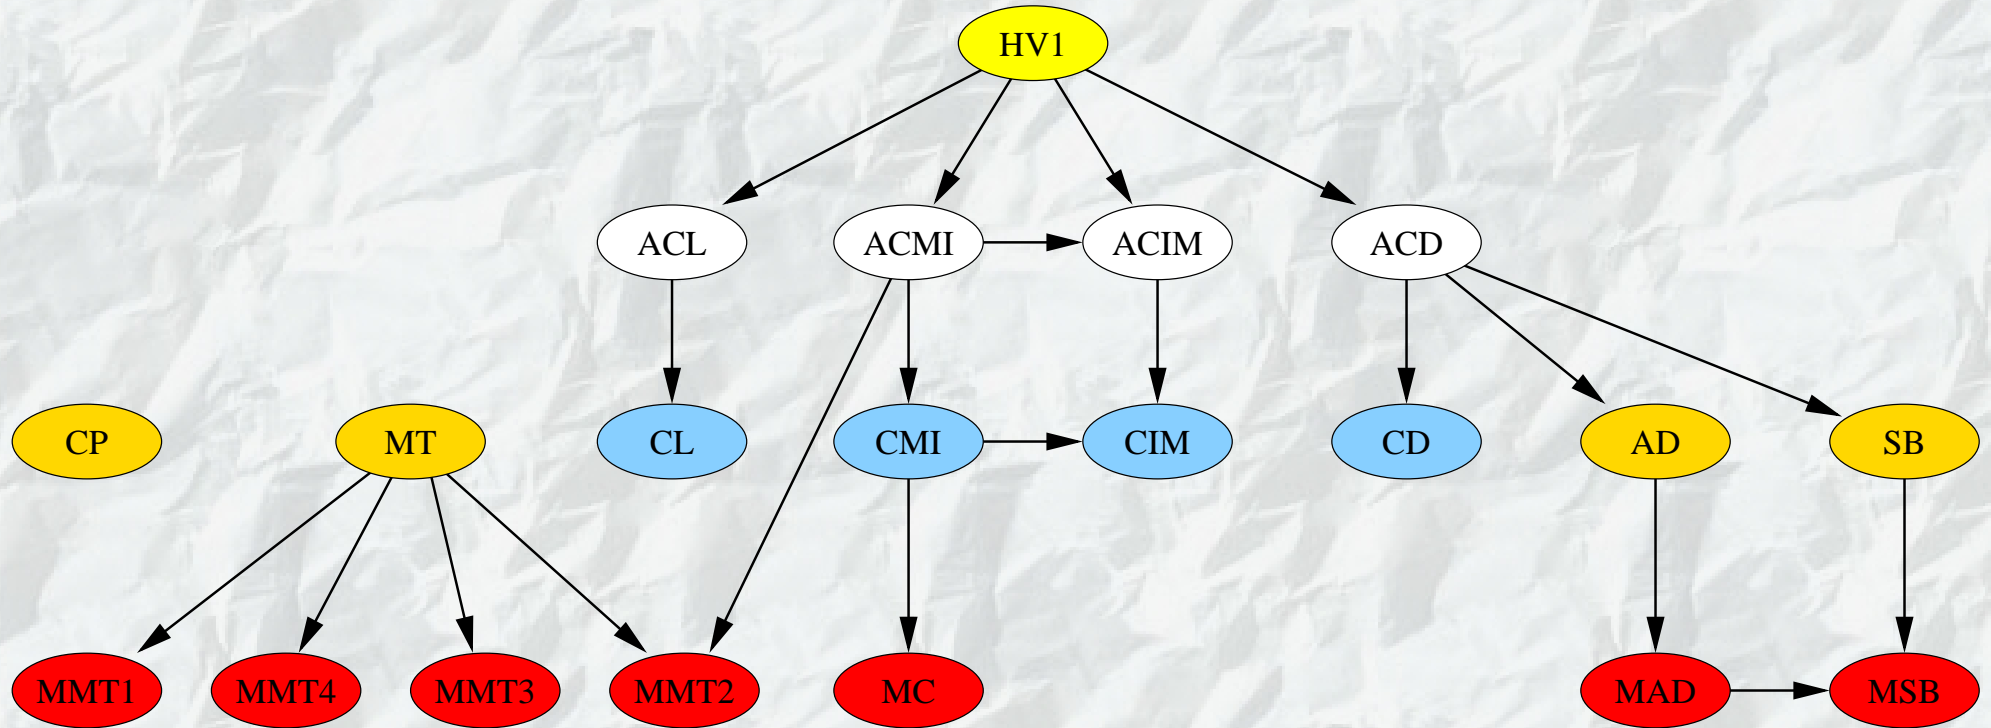 HV1
ACL ACMI ACIM ACD
CP MT CL CMI CIM CD AD SB
MMT1 MMT4 MMT3 MMT2 MC MAD MSB